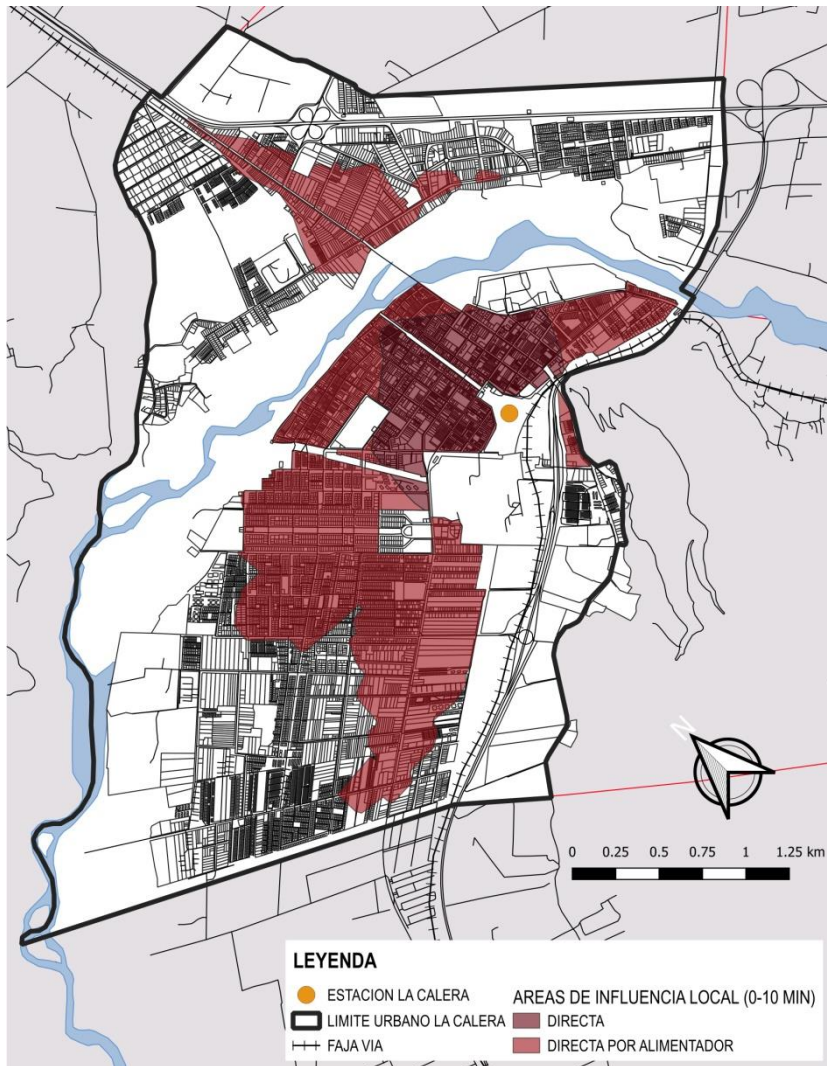 N
0 0.25 0.5 0.75 1 1.25 km
LEYENDA
ESTACION LA CALERA
LIMITE URBANO LA CALERA
FAJA VIA
AREAS DE INFLUENCIA LOCAL (0-10 MIN)
DIRECTA
DIRECTA POR ALIMENTADOR